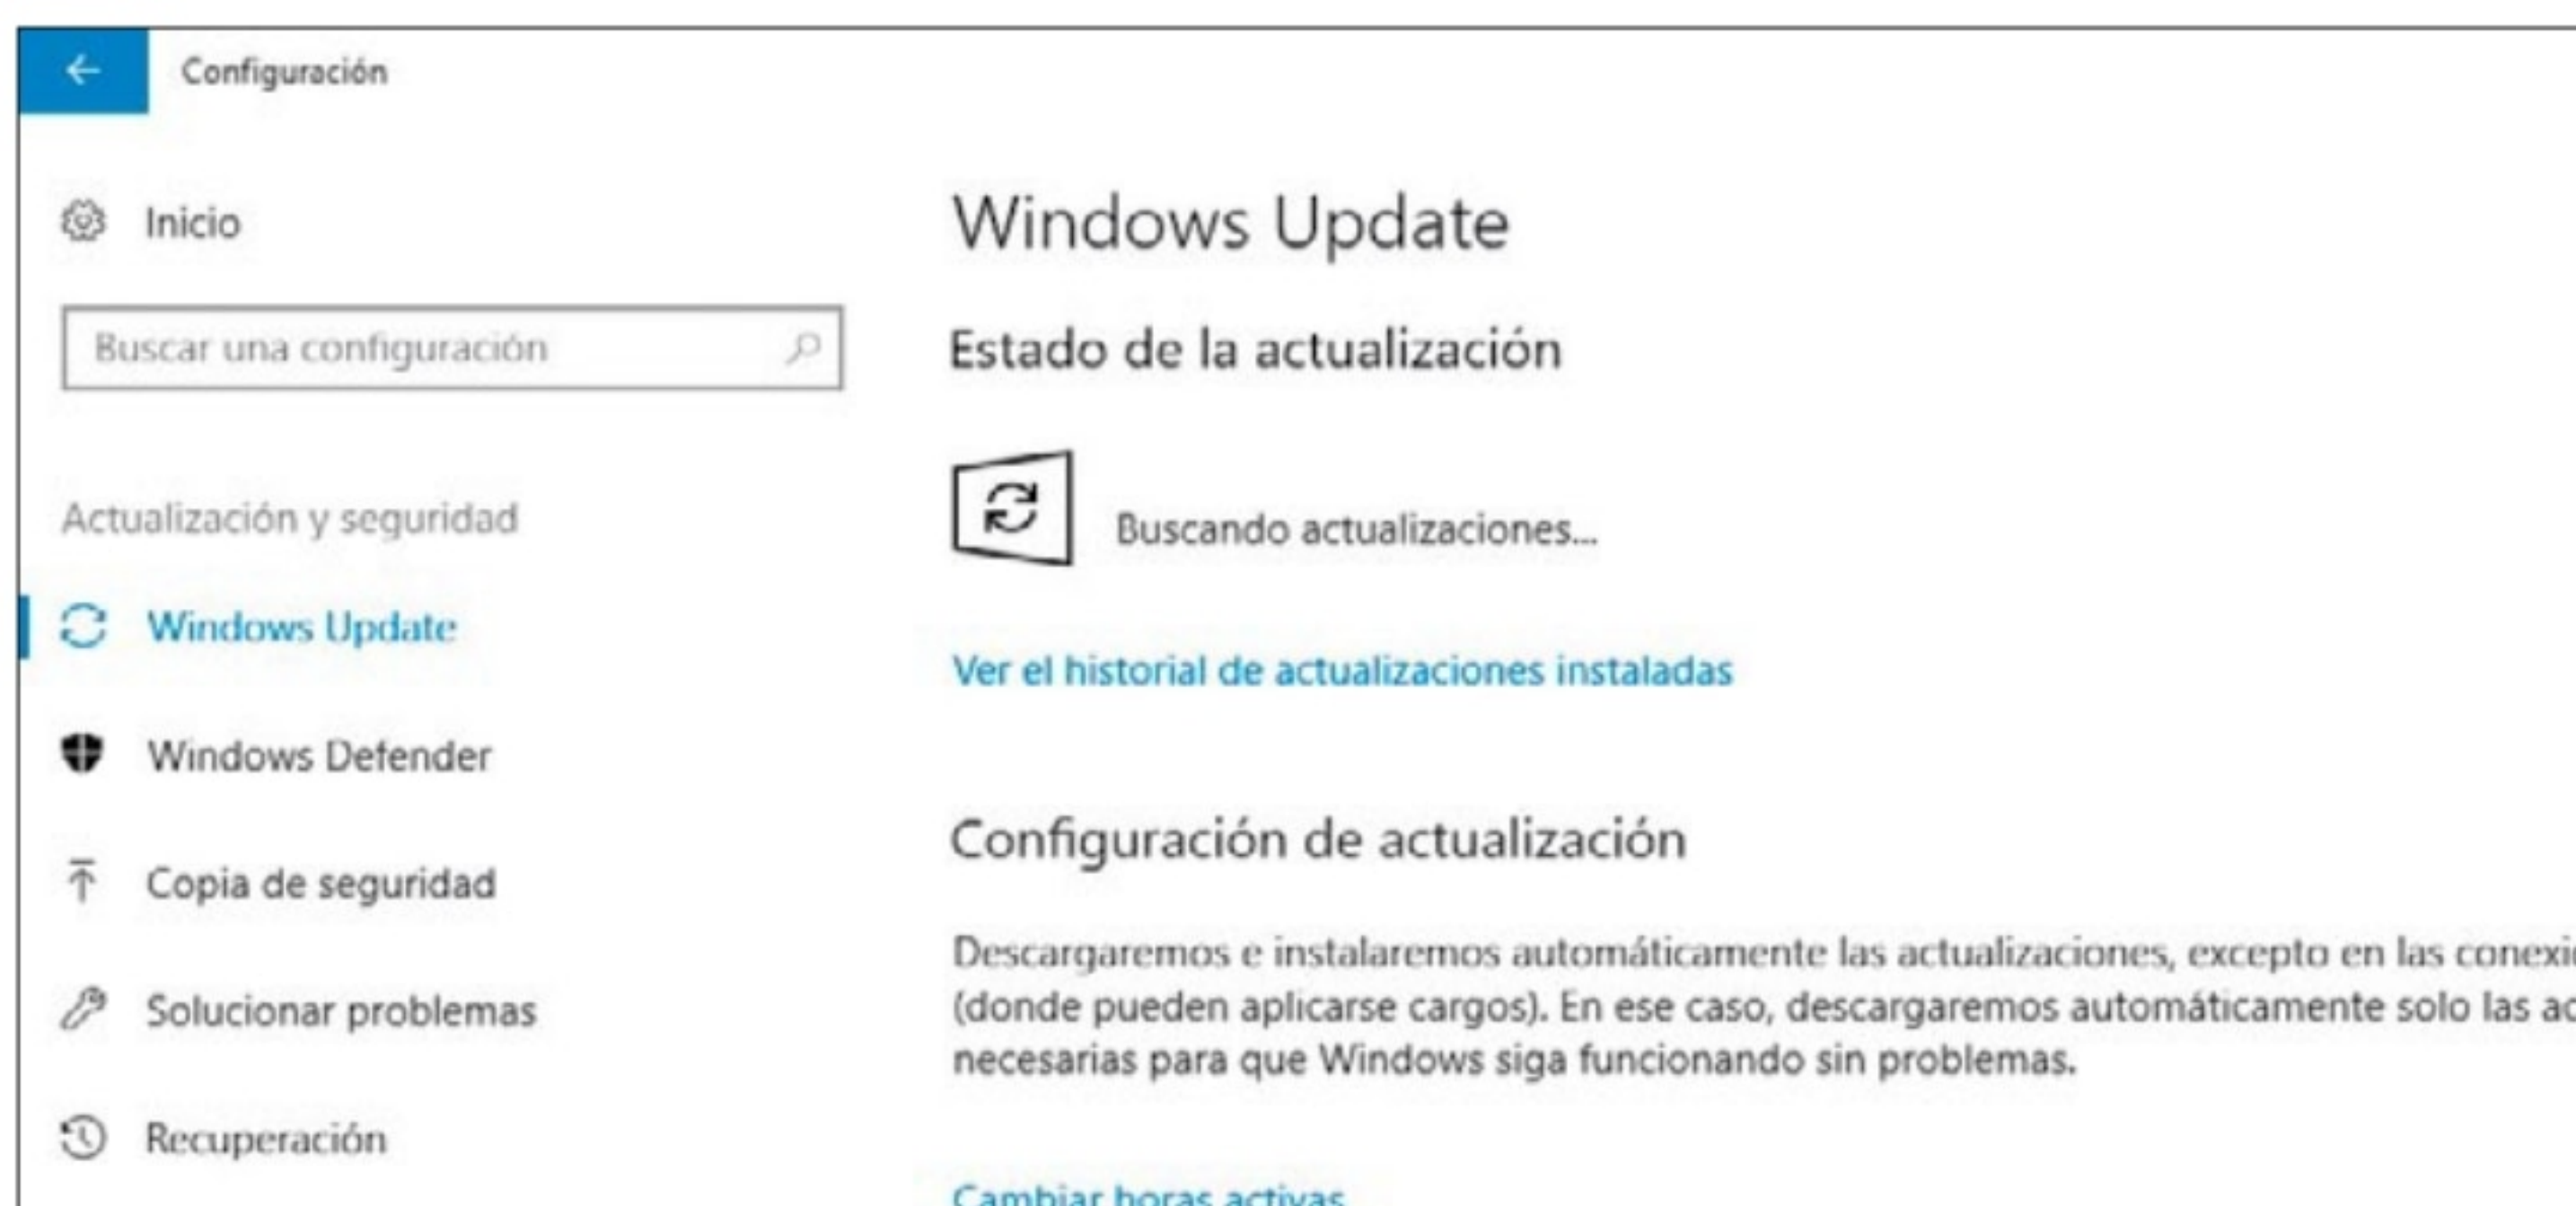 Configuración
Inicio
Buscar una configuración
Actualización y seguridad
Windows Update
Windows Defender
Copia de seguridad
Solucionar problemas
Recuperación
Windows Update
Estado de la actualización
Buscando actualizaciones...
Ver el historial de actualizaciones instaladas
Configuración de actualización
Descargaremos e instalaremos automáticamente las actualizaciones, excepto en las
(donde pueden aplicarse cargos). En ese caso, descargaremos automáticamente solo las
necesarias para que Windows siga funcionando sin problemas.
Cambiar horas activas